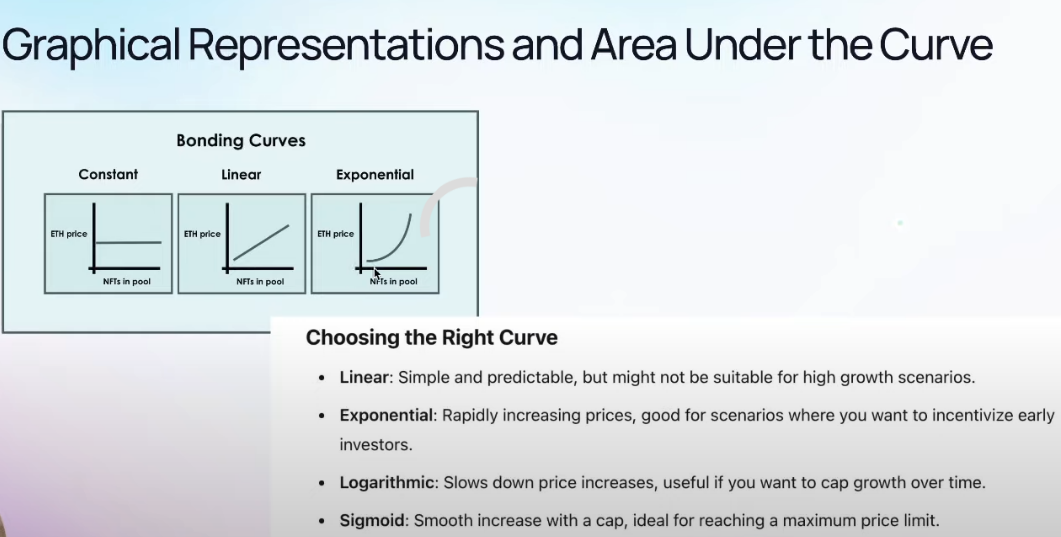 Graphical Representations and Area Under the Curve
Bonding Curves
Constant
Linear
Exponential
ETH price
NFTs in pool
ETH price
NFTs in pool
ETH price
NFTs in pool
Choosing the Right Curve
• Linear: Simple and predictable, but might not be suitable for high growth scenarios.
• Exponential: Rapidly increasing prices, good for scenarios where you want to incentivize early
investors.
• Logarithmic: Slows down price increases, useful if you want to cap growth over time.
• Sigmoid: Smooth increase with a cap, ideal for reaching a maximum price limit.